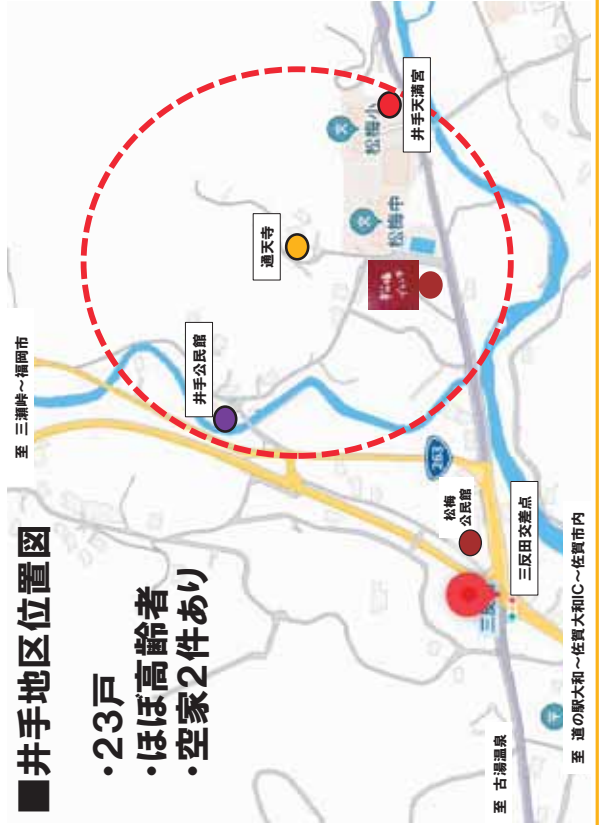 ■井手地区位置図
・23戸
・ほぼ高齢者
・空家2件あり
至 三瀬峠～福岡市
井手公民館
通天寺
松梅小
井手天満宮
松梅中
263
松梅
公民館
三反田交差点
至 古湯温泉
至 道の駅大和～佐賀大和IC～佐賀市内